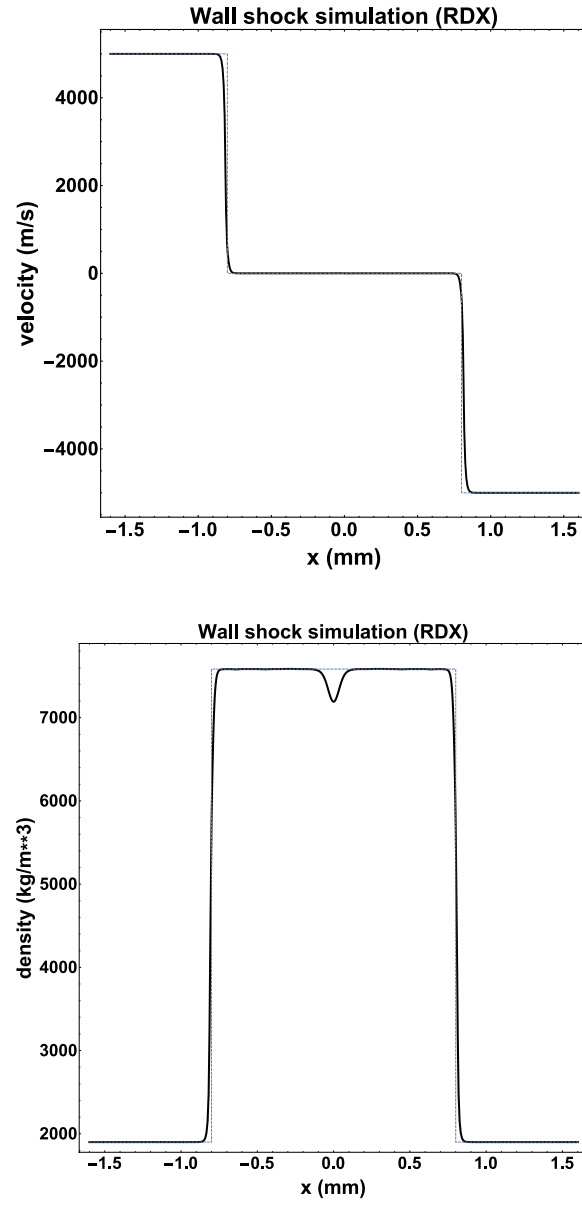 Wall shock simulation (RDX)
velocity (m/s)
4000
2000
0
−2000
−4000
−1.5 −1.0 −0.5 0.0 0.5 1.0 1.5
x (mm)
Wall shock simulation (RDX)
density (kg/m**3)
7000
6000
5000
4000
3000
2000
−1.5 −1.0 −0.5 0.0 0.5 1.0 1.5
x (mm)